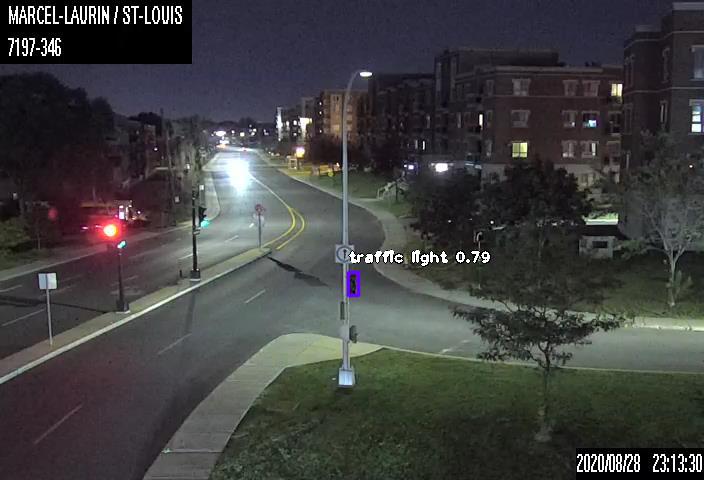 MARCEL-LAURIN / ST-LOUIS
7197-346
traffic light 0.79
2020/08/28 23:13:30